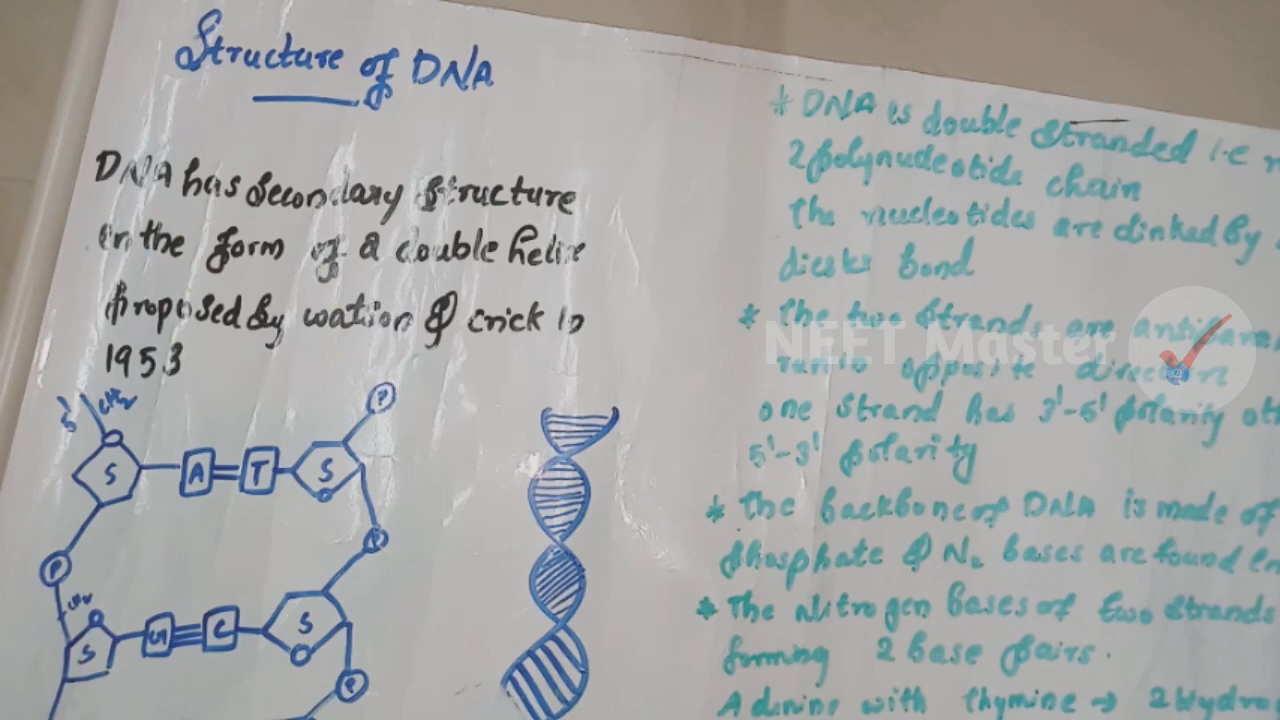 Structure of DNA
DNA has Secondary Structure
in the form of a double helix
proposed by watson & crick in
1953
CH2
P
S
A
T
S
P
P
CH2
S
G
C
S
P
* DNA is double stranded i.e
2 polynucleotide chain
The nucleotides are linked by
diester bond
* The two strands are
opposite direction
one strand has 3'-5' polarity
5'-3' polarity
* The backbone of DNA is made of
phosphate & N2 bases are found in
* The Nitrogen bases of two strands
forming 2 base pairs.
Adenine with thymine → 2
NEET Master